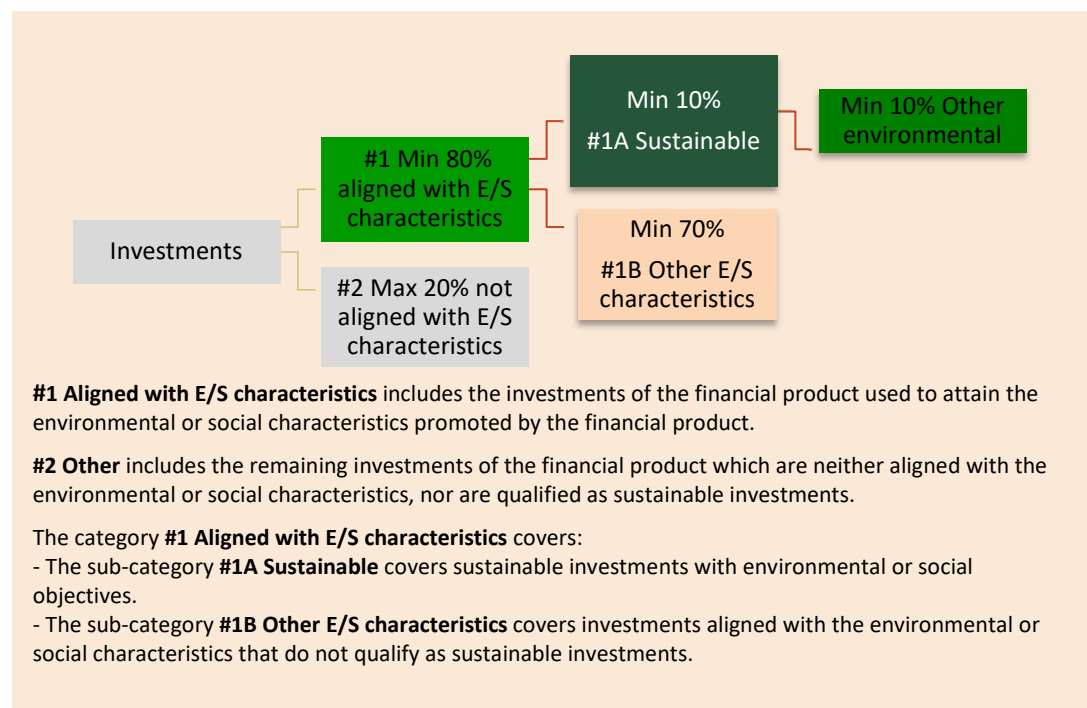 Min 10%
#1A Sustainable
Min 10% Other
environmental
#1 Min 80%
aligned with E/S
characteristics
Investments
Min 70%
#1B Other E/S
characteristics
#2 Max 20% not
aligned with E/S
characteristics
#1 Aligned with E/S characteristics includes the investments of the financial product used to attain the
environmental or social characteristics promoted by the financial product.
#2 Other includes the remaining investments of the financial product which are neither aligned with the
environmental or social characteristics, nor are qualified as sustainable investments.
The category #1 Aligned with E/S characteristics covers:
- The sub-category #1A Sustainable covers sustainable investments with environmental or social
objectives.
- The sub-category #1B Other E/S characteristics covers investments aligned with the environmental or
social characteristics that do not qualify as sustainable investments.